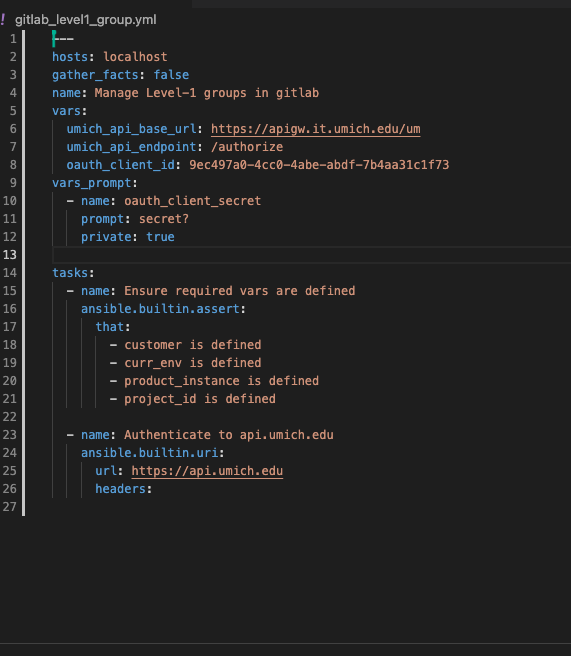 ! gitlab_level1_group.yml
1 ---
2 hosts: localhost
3 gather_facts: false
4 name: Manage Level-1 groups in gitlab
5 vars:
6   umich_api_base_url: https://apigw.it.umich.edu/um
7   umich_api_endpoint: /authorize
8   oauth_client_id: 9ec497a0-4cc0-4abe-abdf-7b4aa31c1f73
9 vars_prompt:
10   - name: oauth_client_secret
11     prompt: secret?
12     private: true
13
14 tasks:
15   - name: Ensure required vars are defined
16     ansible.builtin.assert:
17       that:
18         - customer is defined
19         - curr_env is defined
20         - product_instance is defined
21         - project_id is defined
22
23   - name: Authenticate to api.umich.edu
24     ansible.builtin.uri:
25       url: https://api.umich.edu
26       headers:
27